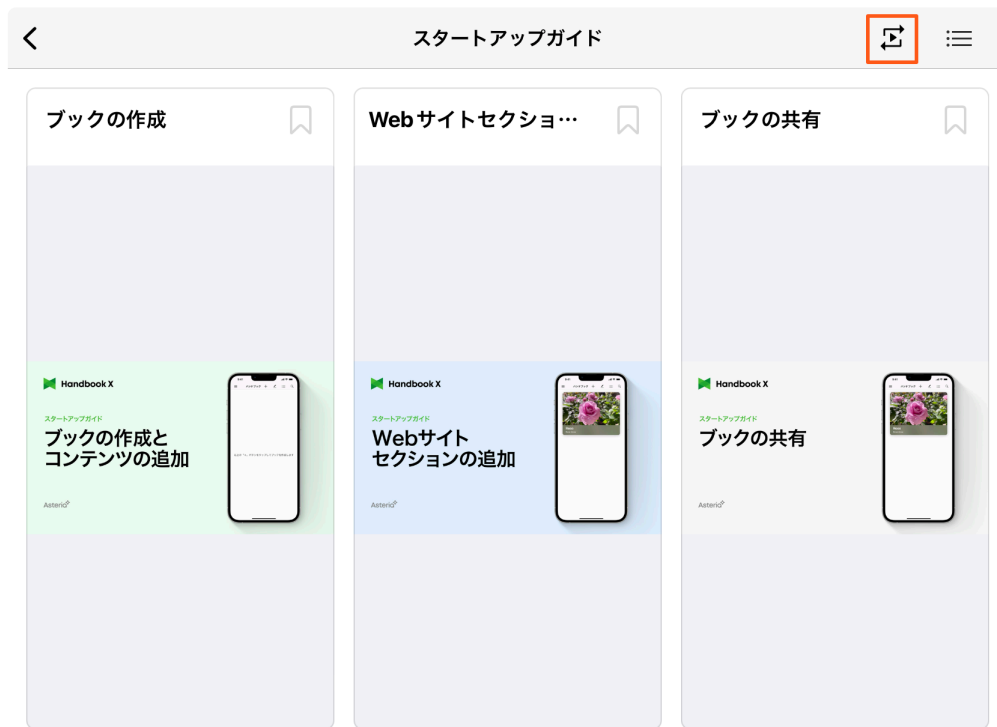 スタートアップガイド
ブックの作成
Webサイトセクショ…
ブックの共有
Handbook X
スタートアップガイド
ブックの作成と
コンテンツの追加
Asteria
Handbook X
スタートアップガイド
Webサイト
セクションの追加
Asteria
Handbook X
スタートアップガイド
ブックの共有
Asteria